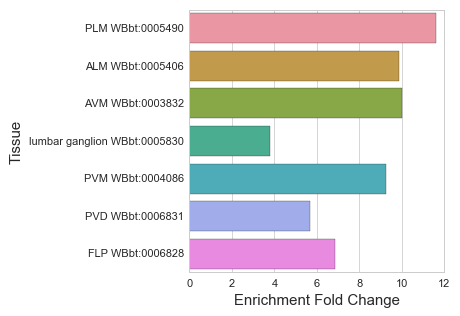 PLM WBbt:0005490
ALM WBbt:0005406
AVM WBbt:0003832
lumbar ganglion WBbt:0005830
PVM WBbt:0004086
PVD WBbt:0006831
FLP WBbt:0006828
Tissue
0 2 4 6 8 10 12
Enrichment Fold Change